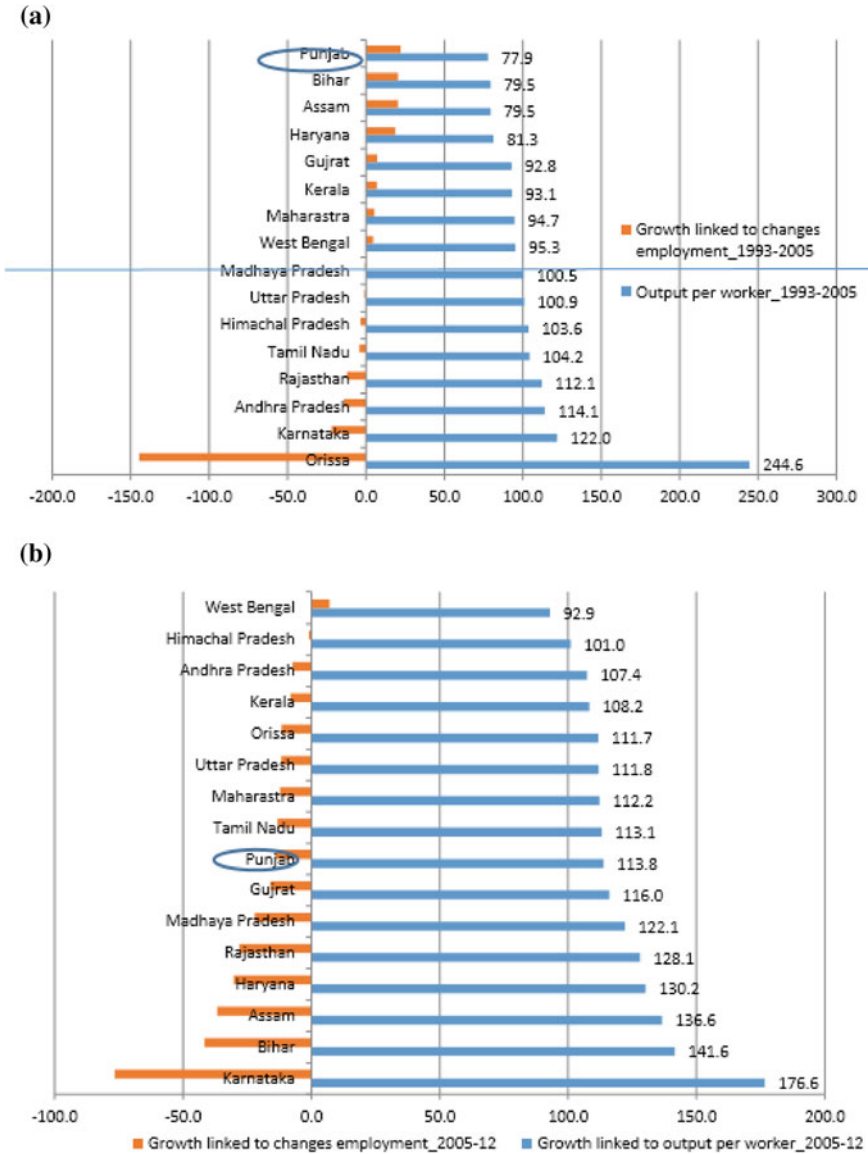 (a)
Punjab 77.9
Bihar 79.5
Assam 79.5
Haryana 81.3
Gujrat 92.8
Kerala 93.1
Maharastra 94.7
West Bengal 95.3
Growth linked to changes
employment_1993-2005
Madhaya Pradesh 100.5
Uttar Pradesh 100.9
Output per worker_1993-2005
Himachal Pradesh 103.6
Tamil Nadu 104.2
Rajasthan 112.1
Andhra Pradesh 114.1
Karnataka 122.0
Orissa 244.6
-200.0 -150.0 -100.0 -50.0 0.0 50.0 100.0 150.0 200.0 250.0 300.0
(b)
West Bengal 92.9
Himachal Pradesh 101.0
Andhra Pradesh 107.4
Kerala 108.2
Orissa 111.7
Uttar Pradesh 111.8
Maharastra 112.2
Tamil Nadu 113.1
Punjab 113.8
Gujrat 116.0
Madhaya Pradesh 122.1
Rajasthan 128.1
Haryana 130.2
Assam 136.6
Bihar 141.6
Karnataka 176.6
-100.0 -50.0 0.0 50.0 100.0 150.0 200.0
Growth linked to changes employment_2005-12 Growth linked to output per worker_2005-12